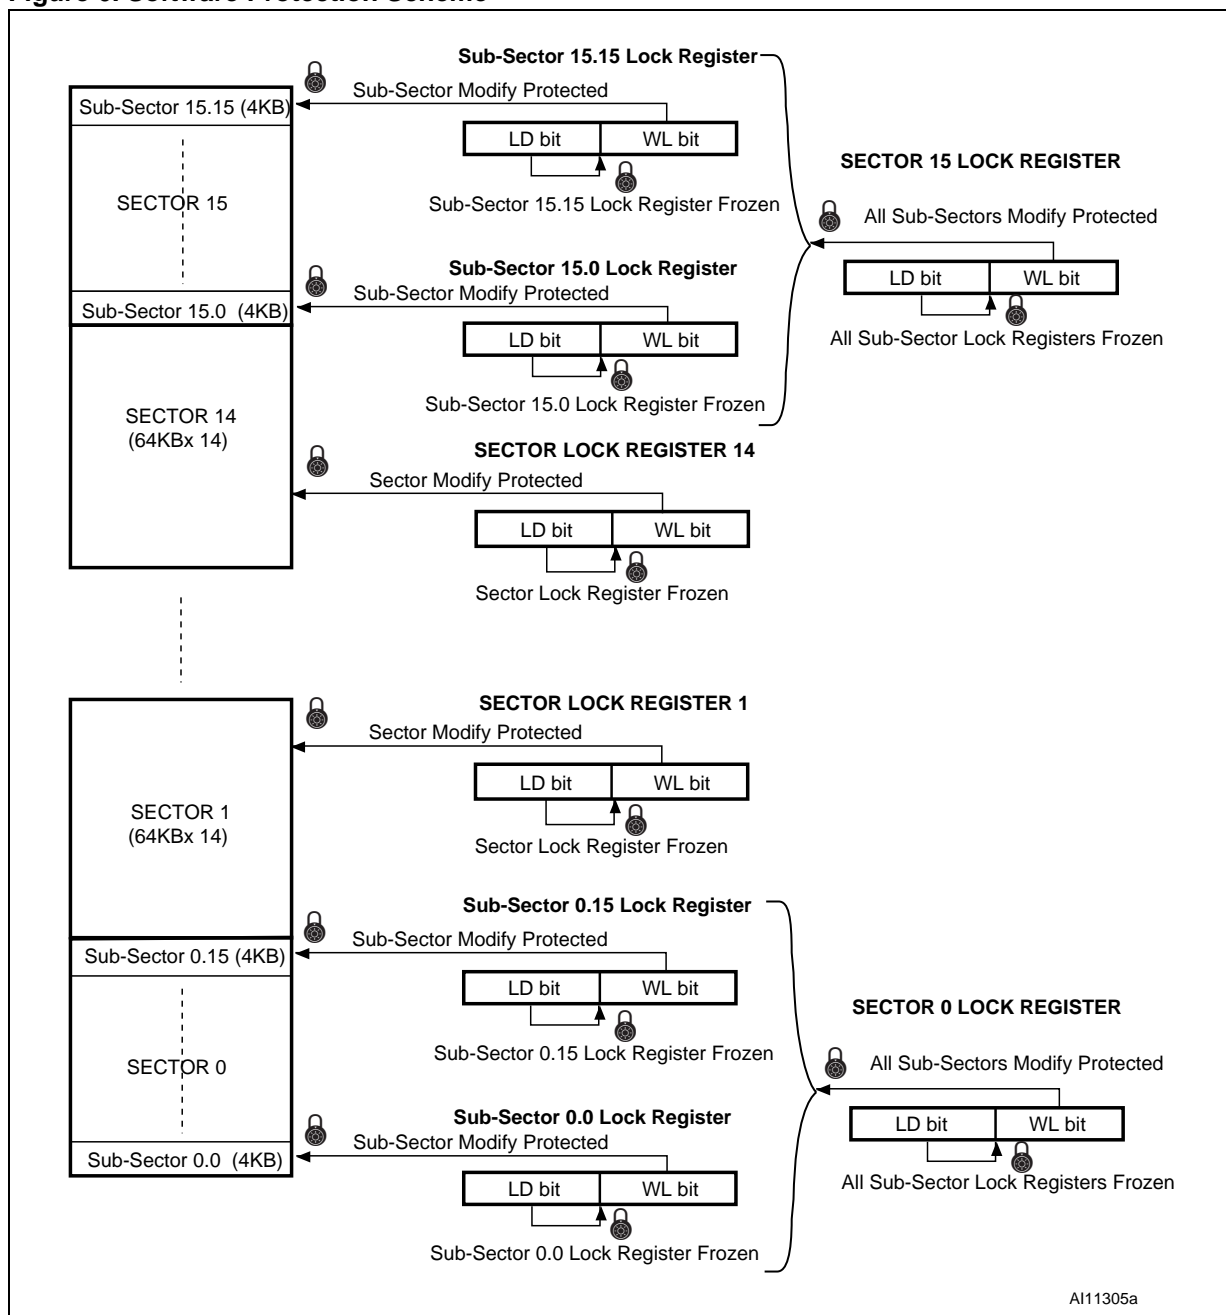 Figure 6. Software Protection Scheme
Sub-Sector 15.15 Lock Register
Sub-Sector Modify Protected
Sub-Sector 15.15 (4KB)
LD bit
WL bit
SECTOR 15
Sub-Sector 15.15 Lock Register Frozen
SECTOR 15 LOCK REGISTER
All Sub-Sectors Modify Protected
LD bit
WL bit
All Sub-Sector Lock Registers Frozen
Sub-Sector 15.0 Lock Register
Sub-Sector Modify Protected
Sub-Sector 15.0 (4KB)
LD bit
WL bit
Sub-Sector 15.0 Lock Register Frozen
SECTOR 14
(64KBx 14)
SECTOR LOCK REGISTER 14
Sector Modify Protected
LD bit
WL bit
Sector Lock Register Frozen
SECTOR LOCK REGISTER 1
Sector Modify Protected
LD bit
WL bit
SECTOR 1
(64KBx 14)
Sector Lock Register Frozen
Sub-Sector 0.15 Lock Register
Sub-Sector Modify Protected
Sub-Sector 0.15 (4KB)
LD bit
WL bit
Sub-Sector 0.15 Lock Register Frozen
SECTOR 0
SECTOR 0 LOCK REGISTER
All Sub-Sectors Modify Protected
LD bit
WL bit
All Sub-Sector Lock Registers Frozen
Sub-Sector 0.0 Lock Register
Sub-Sector Modify Protected
Sub-Sector 0.0 (4KB)
LD bit
WL bit
Sub-Sector 0.0 Lock Register Frozen
AI11305a